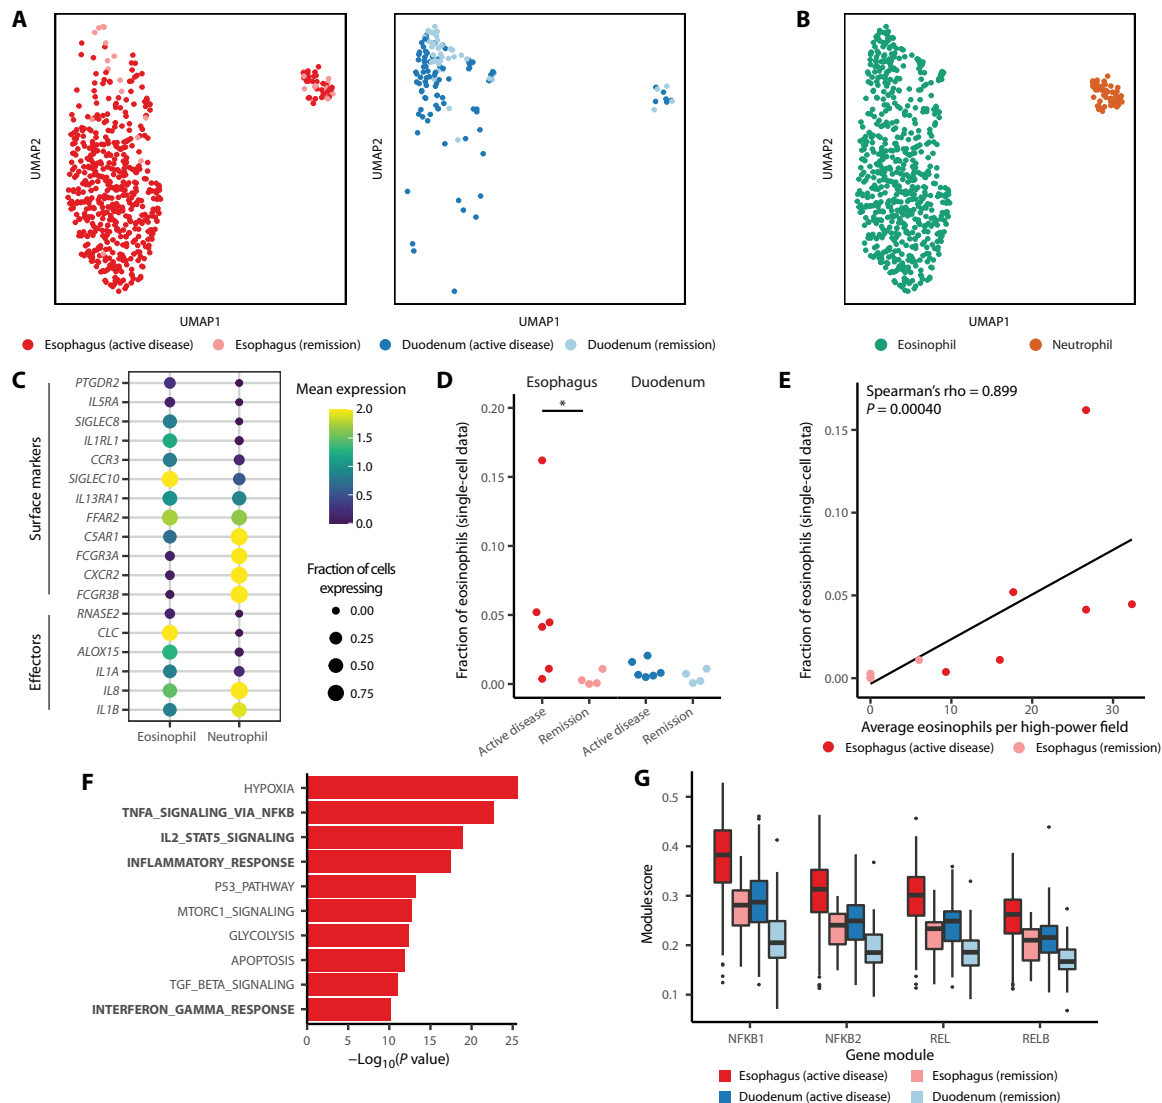 A
B
UMAP2
UMAP2
UMAP2
UMAP1
UMAP1
UMAP1
Esophagus (active disease)
Esophagus (remission)
Duodenum (active disease)
Duodenum (remission)
Eosinophil
Neutrophil
C
Surface markers
Effectors
PTGDR2
IL5RA
SIGLEC8
IL1RL1
CCR3
SIGLEC10
IL13RA1
FFAR2
C5AR1
FCGR3A
CXCR2
FCGR3B
RNASE2
CLC
ALOX15
IL1A
IL8
IL1B
Eosinophil
Neutrophil
Mean expression
2.0
1.5
1.0
0.5
0.0
Fraction of cells
expressing
0.00
0.25
0.50
0.75
D
Esophagus
Duodenum
*
Fraction of eosinophils (single-cell data)
0.20
0.15
0.10
0.05
0.00
Active disease
Remission
Active disease
Remission
E
Spearman's rho = 0.899
P = 0.00040
Fraction of eosinophils (single-cell data)
0.15
0.10
0.05
0.00
0
10
20
30
Average eosinophils per high-power field
Esophagus (active disease)
Esophagus (remission)
F
HYPOXIA
TNFA_SIGNALING_VIA_NFKB
IL2_STAT5_SIGNALING
INFLAMMATORY_RESPONSE
P53_PATHWAY
MTORC1_SIGNALING
GLYCOLYSIS
APOPTOSIS
TGF_BETA_SIGNALING
INTERFERON_GAMMA_RESPONSE
0
5
10
15
20
25
−Log10(P value)
G
Module score
0.5
0.4
0.3
0.2
0.1
NFKB1
NFKB2
REL
RELB
Gene module
Esophagus (active disease)
Esophagus (remission)
Duodenum (active disease)
Duodenum (remission)